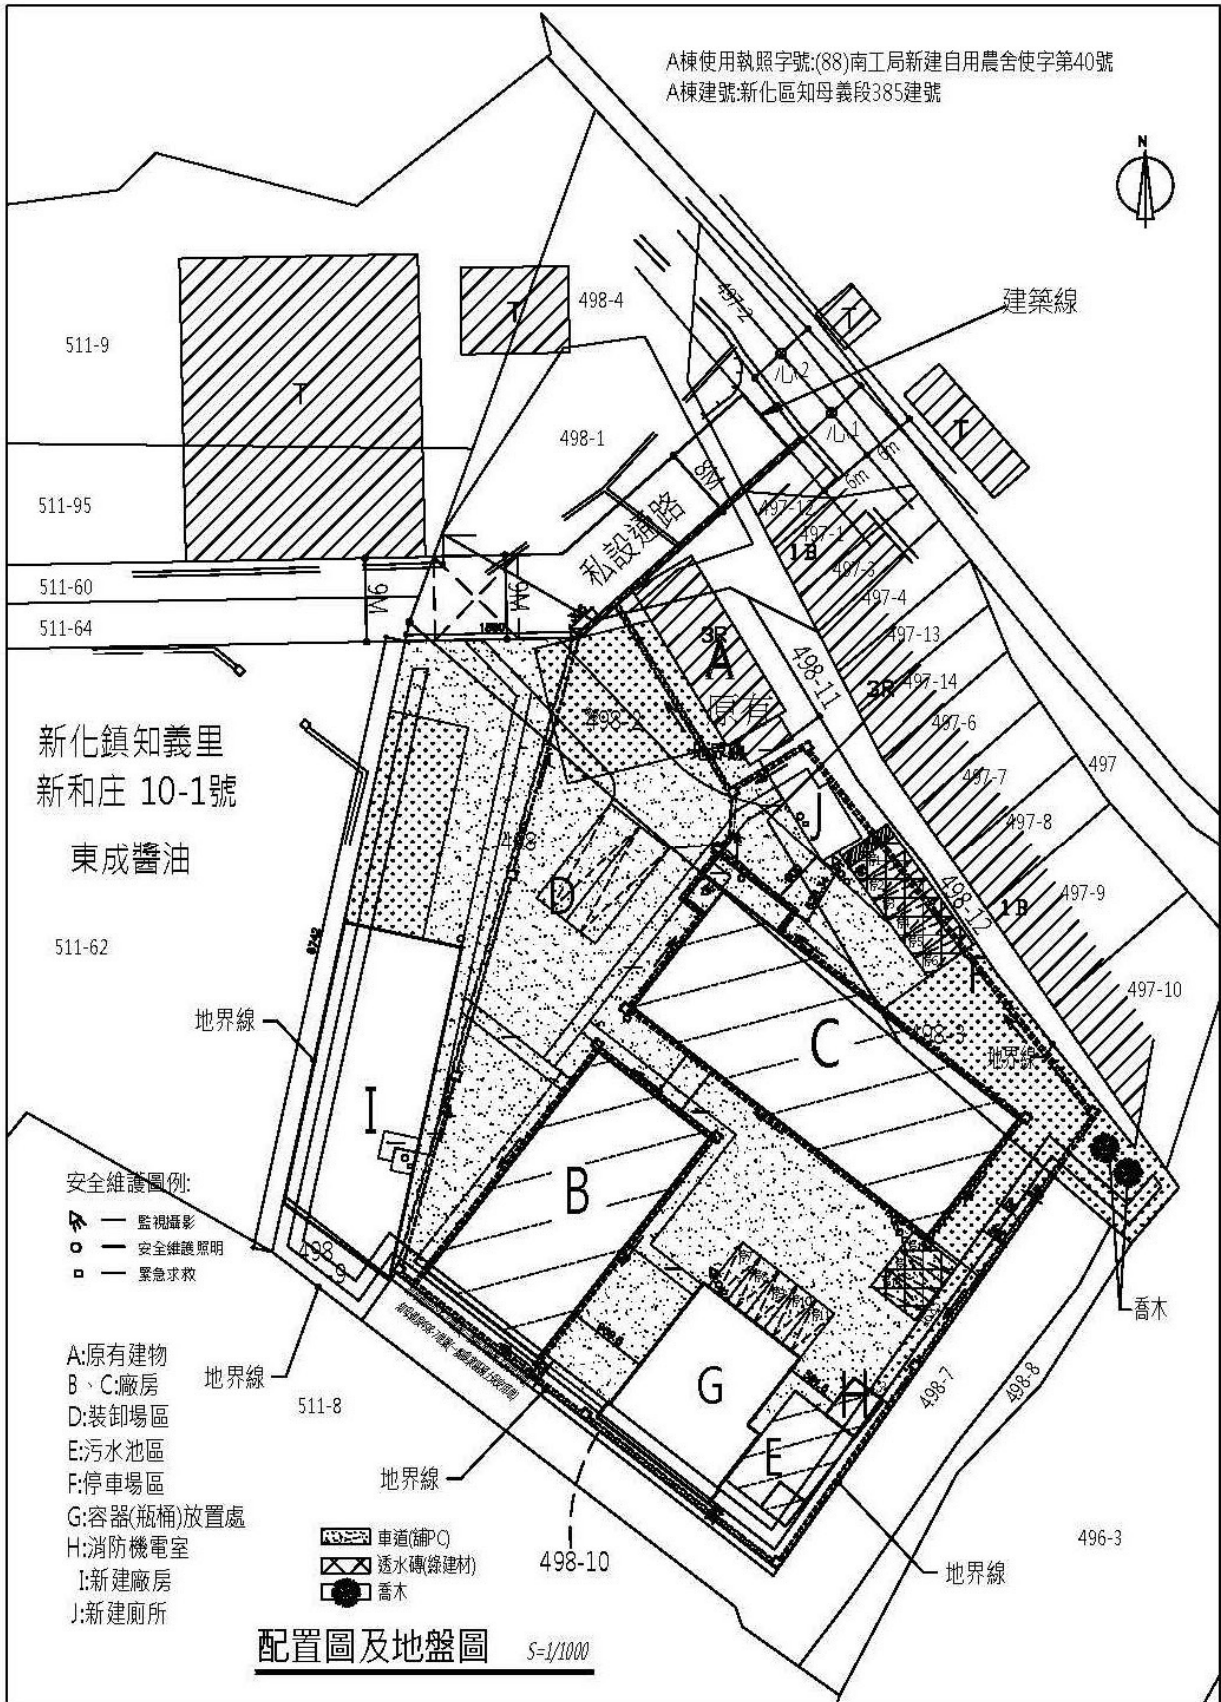 A棟使用執照字號:(88)南工局新建自用農舍使字第40號
A棟建號:新化區知母義段385建號
N
建築線
497-2
T
心2
T
心1
6m
6m
498-4
T
511-9
T
498-1
8M
私設通路
511-95
511-60
511-64
9M
9M
497-12
497-1
1B
497-3
497-4
497-13
497-14
3R
497-6
497-7
497
497-8
497-9
1B
497-10
3R
A
原有
498-11
498-2
地界線
新化鎮知義里
新和庄 10-1號
東成醬油
511-62
498
D
J
498-12
F
C
498-3
地界線
地界線
I
B
安全維護圖例:
監視攝影
安全維護照明
緊急求救
498-9
喬木
地界線
511-8
G
H
E
498-7
498-8
地界線
498-10
地界線
496-3
A:原有建物
B、C:廠房
D:裝卸場區
E:污水池區
F:停車場區
G:容器(瓶桶)放置處
H:消防機電室
I:新建廠房
J:新建廁所
車道(舖PC)
透水磚(綠建材)
喬木
配置圖及地盤圖 S=1/1000